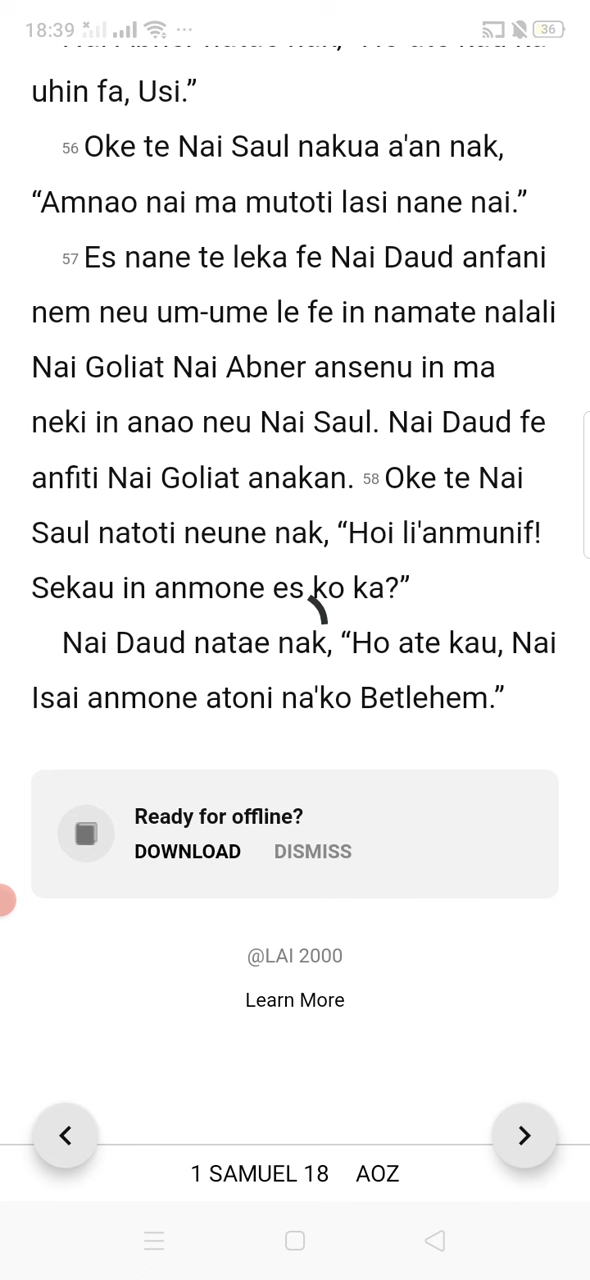 18:39
36
uhin fa, Usi.”
56 Oke te Nai Saul nakua a'an nak,
“Amnao nai ma mutoti lasi nane nai.”
57 Es nane te leka fe Nai Daud anfani
nem neu um-ume le fe in namate nalali
Nai Goliat Nai Abner ansenu in ma
neki in anao neu Nai Saul. Nai Daud fe
anfiti Nai Goliat anakan. 58 Oke te Nai
Saul natoti neune nak, “Hoi li'anmunif!
Sekau in anmone es ko ka?”
Nai Daud natae nak, “Ho ate kau, Nai
Isai anmone atoni na'ko Betlehem.”
Ready for offline?
DOWNLOAD DISMISS
@LAI 2000
Learn More
1 SAMUEL 18 AOZ